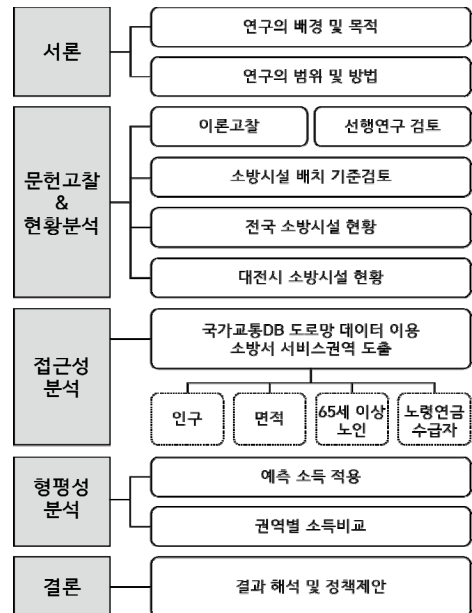 서론
연구의 배경 및 목적
연구의 범위 및 방법
문헌고찰
&
현황분석
이론고찰
선행연구 검토
소방시설 배치 기준검토
전국 소방시설 현황
대전시 소방시설 현황
접근성
분석
국가교통DB 도로망 데이터 이용
소방서 서비스권역 도출
인구
면적
65세 이상
노인
노령연금
수급자
형평성
분석
예측 소득 적용
권역별 소득비교
결론
결과 해석 및 정책제안